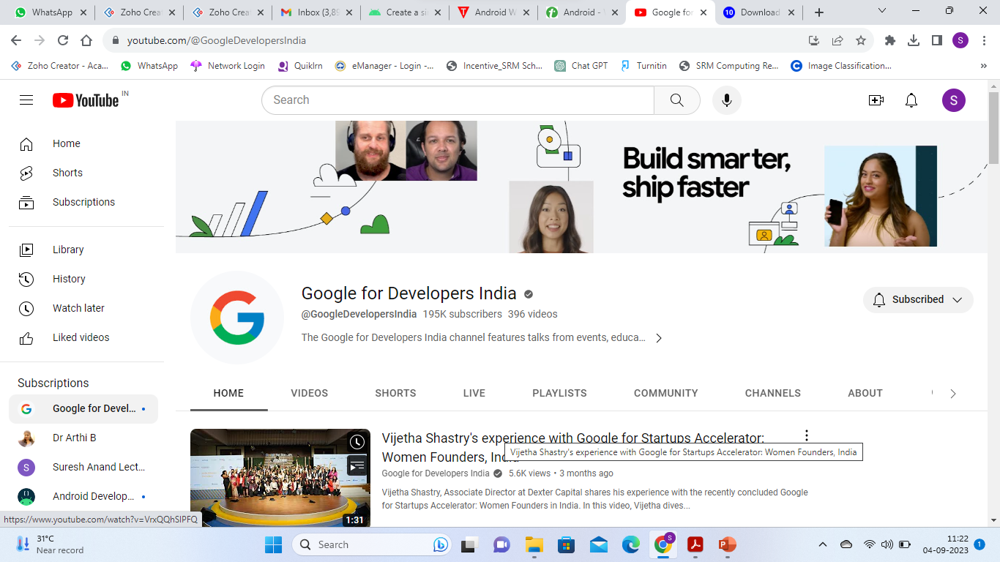 WhatsApp
Zoho Crea
Zoho Crea
Inbox (3,89
Create a si
Android W
Android -
Google for
10
Download
youtube.com/@GoogleDevelopersIndia
S
Zoho Creator - Aca...
WhatsApp
Network Login
Quiklrn
eManager - Login -...
Incentive_SRM Sch...
Chat GPT
Turnitin
SRM Computing Re...
Image Classification...
»
YouTube IN
Search
S
Home
Shorts
Subscriptions
Library
History
Watch later
Liked videos
Subscriptions
Google for Devel...
Dr Arthi B
S
Suresh Anand Lect...
Android Develop...
https://www.youtube.com/watch?v=VrxQQhSlPFQ
Build smarter,
ship faster
Google for Developers India
@GoogleDevelopersIndia 195K subscribers 396 videos
The Google for Developers India channel features talks from events, educa...
Subscribed
HOME VIDEOS SHORTS LIVE PLAYLISTS COMMUNITY CHANNELS ABOUT
1:31
Vijetha Shastry's experience with Google for Startups Accelerator:
Women Founders, Ind
Vijetha Shastry's experience with Google for Startups Accelerator: Women Founders, India
Google for Developers India 5.6K views • 3 months ago
Vijetha Shastry, Associate Director at Dexter Capital shares his experience with the recently concluded Google
for Startups Accelerator: Women Founders in India. In this video, Vijetha dives...
31°C
Near record
Search
S
11:22
04-09-2023
1